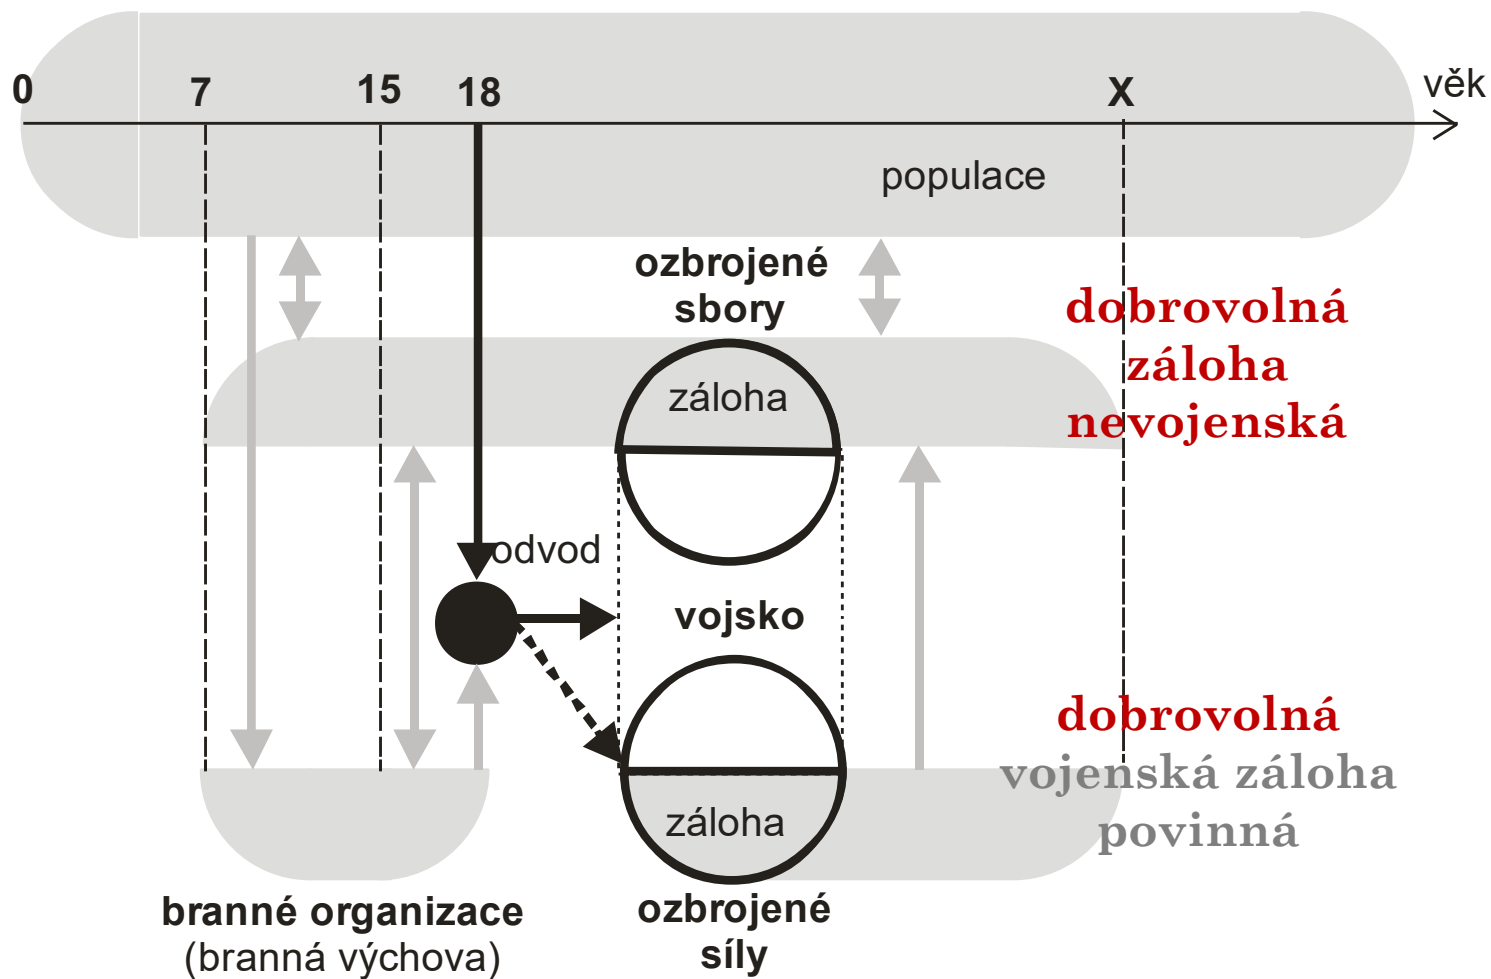 0
7
15
18
X
věk
populace
ozbrojené
sbory
dobrovolná
záloha
nevojenská
záloha
odvod
vojsko
dobrovolná
vojenská záloha
povinná
záloha
branné organizace
(branná výchova)
ozbrojené
síly